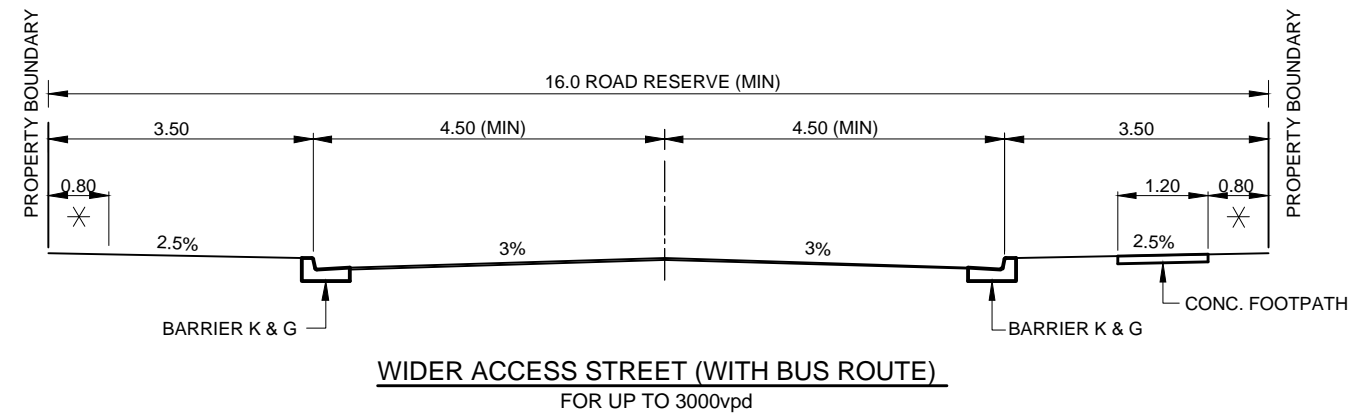 PROPERTY BOUNDARY
PROPERTY BOUNDARY
16.0 ROAD RESERVE (MIN)
3.50
4.50 (MIN)
4.50 (MIN)
3.50
0.80
1.20
0.80
2.5%
3%
3%
2.5%
CONC. FOOTPATH
BARRIER K & G
BARRIER K & G
WIDER ACCESS STREET (WITH BUS ROUTE)
FOR UP TO 3000vpd